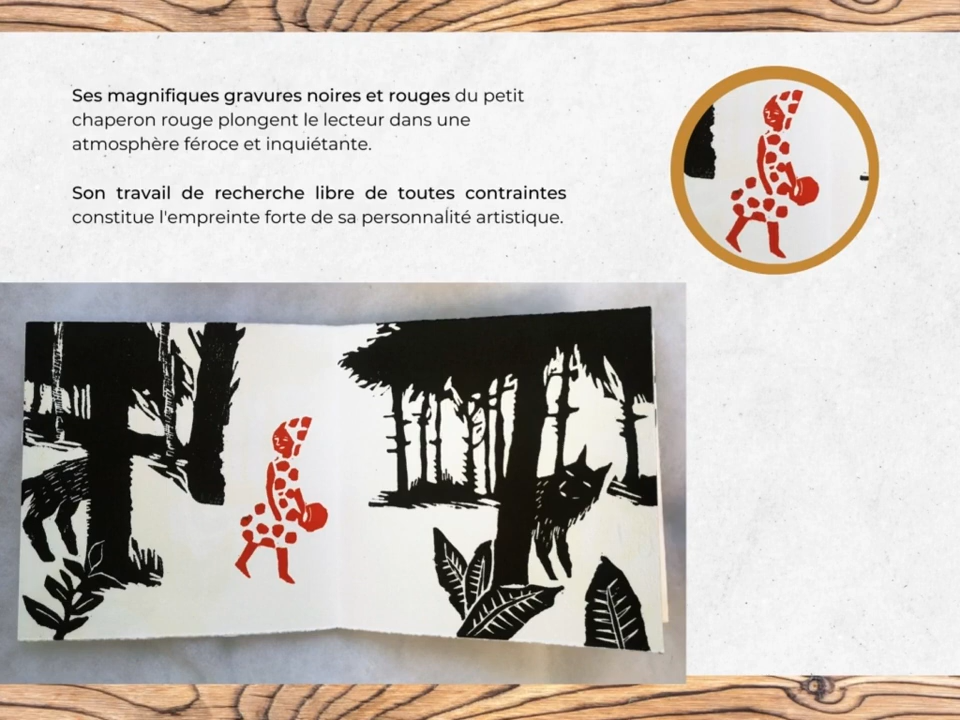 Ses magnifiques gravures noires et rouges du petit
chaperon rouge plongent le lecteur dans une
atmosphère féroce et inquiétante.
Son travail de recherche libre de toutes contraintes
constitue l'empreinte forte de sa personnalité artistique.